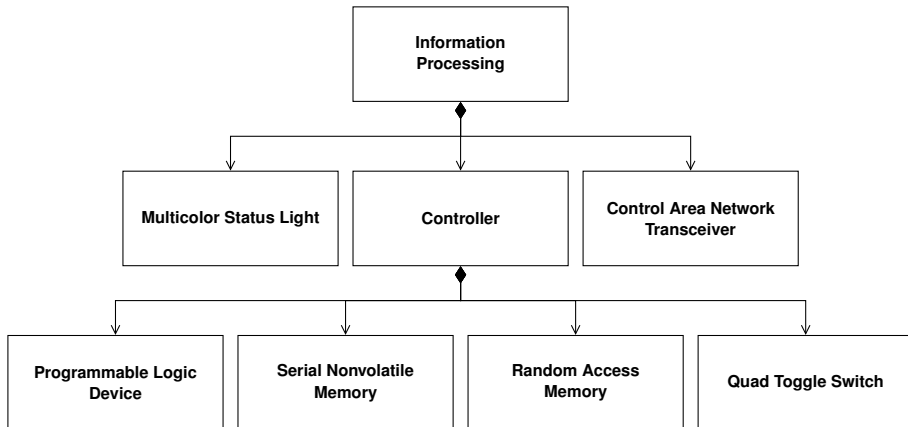 Information
Processing
Multicolor Status Light
Controller
Control Area Network
Transceiver
Programmable Logic
Device
Serial Nonvolatile
Memory
Random Access
Memory
Quad Toggle Switch